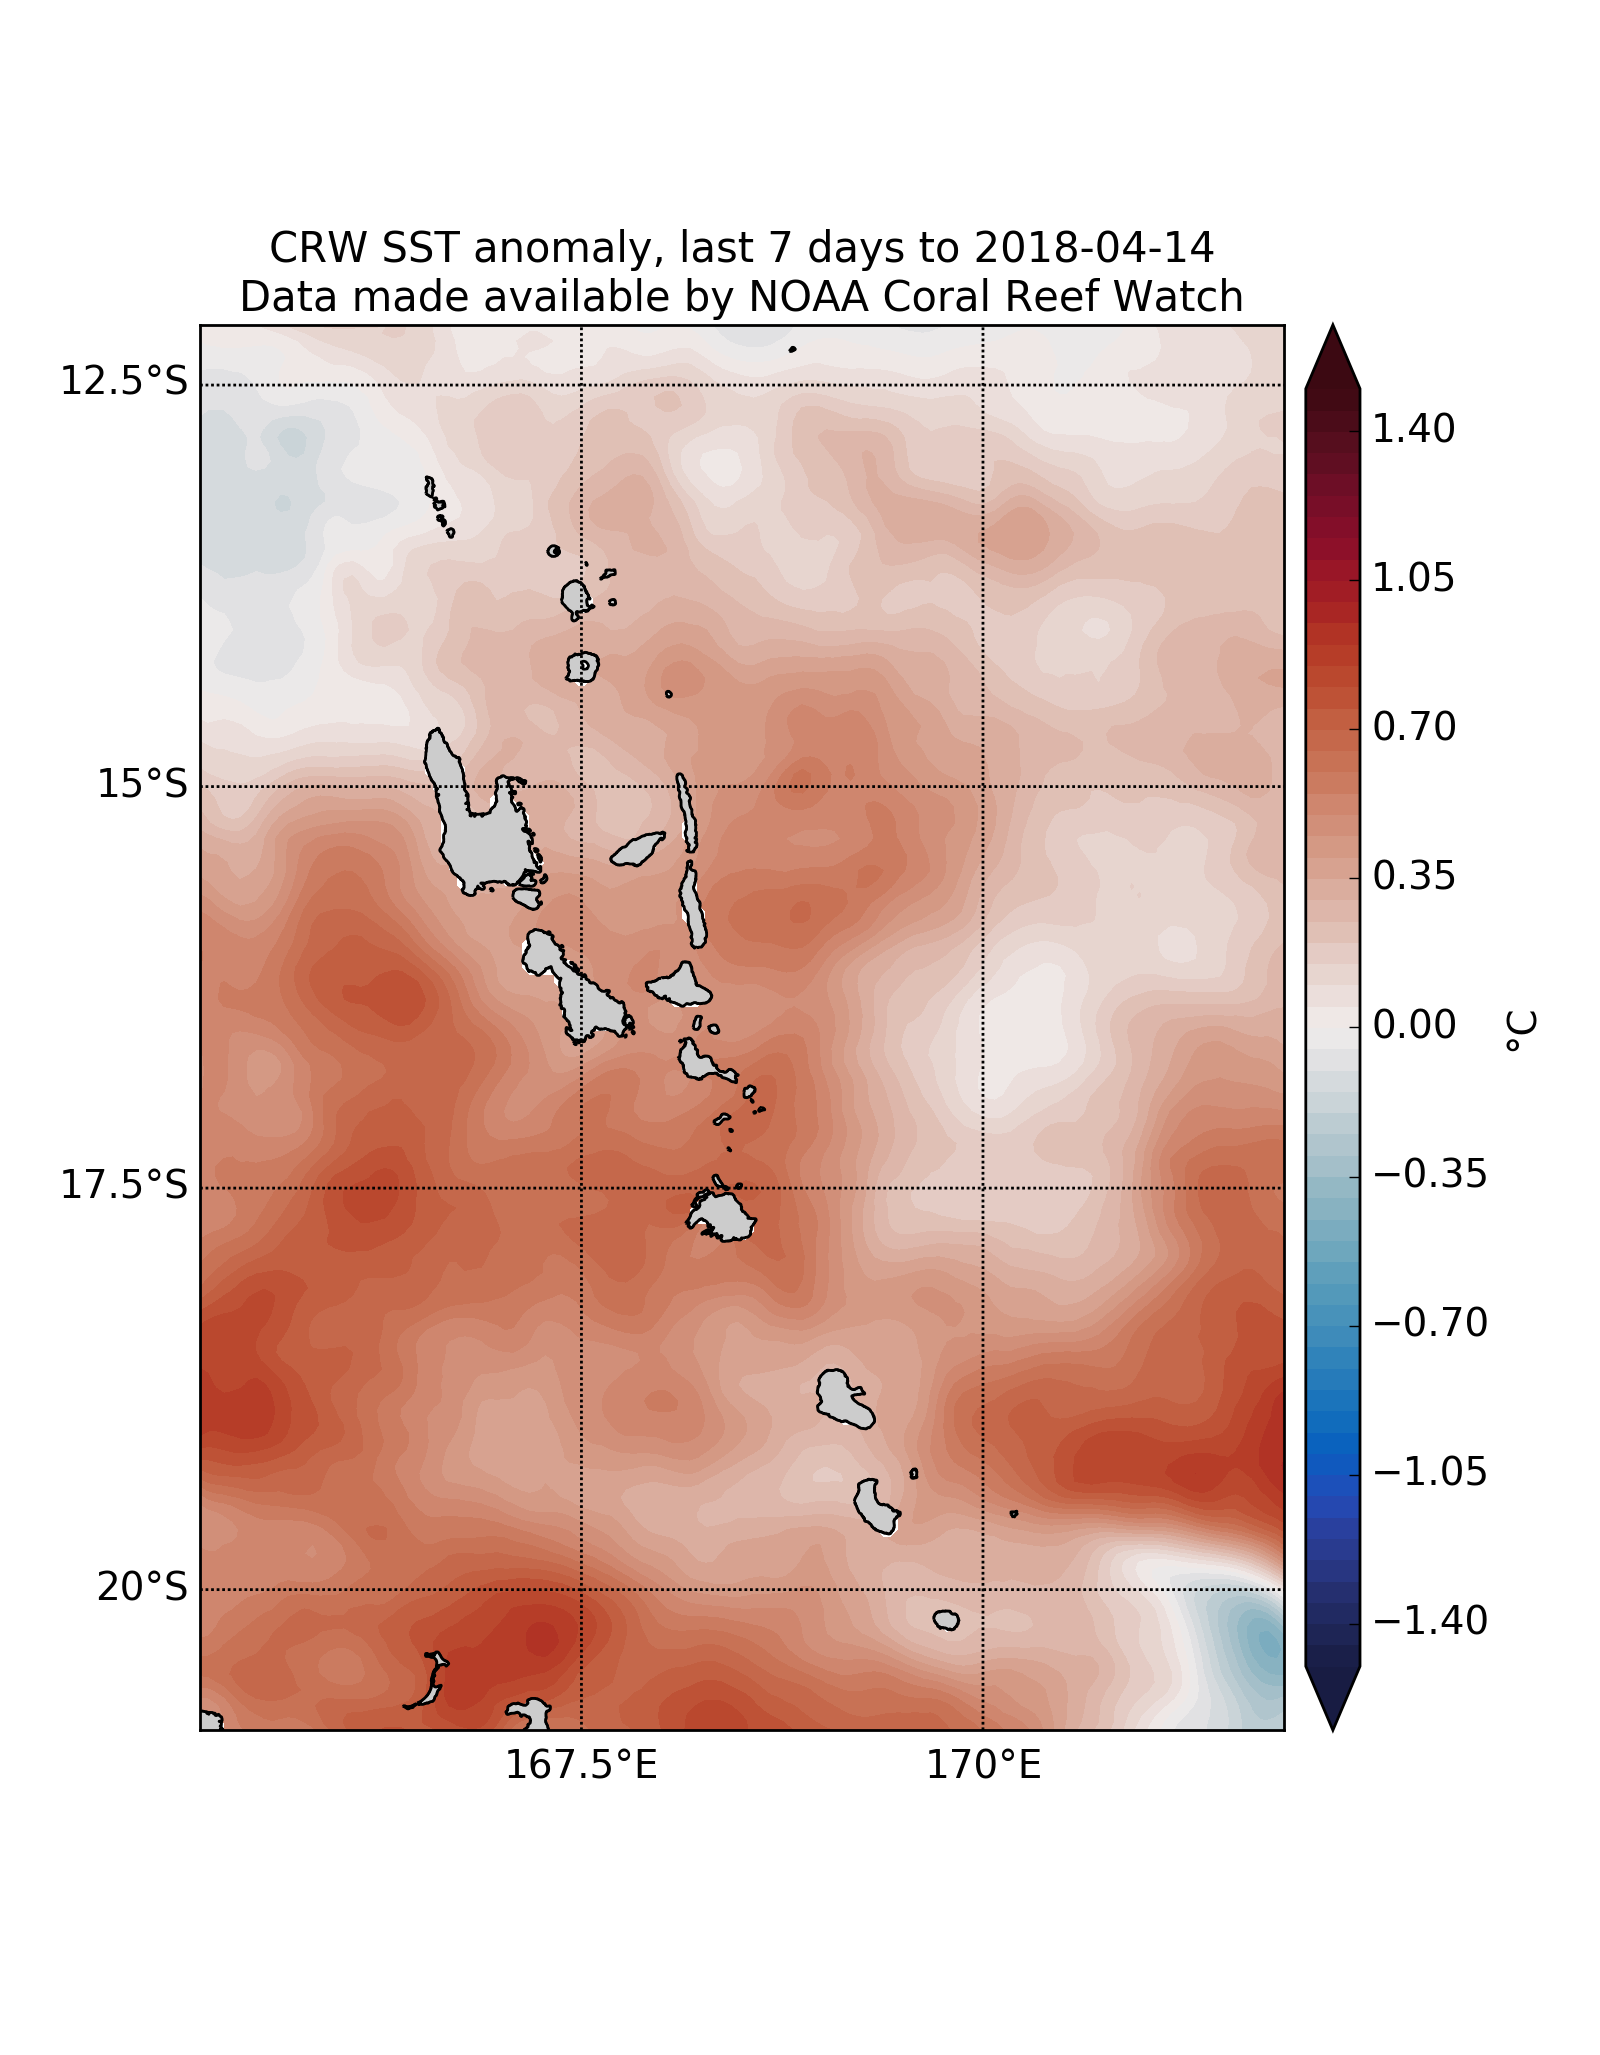 CRW SST anomaly, last 7 days to 2018-04-14
Data made available by NOAA Coral Reef Watch
12.5°S
15°S
17.5°S
20°S
167.5°E
170°E
1.40
1.05
0.70
0.35
0.00
−0.35
−0.70
−1.05
−1.40
°C